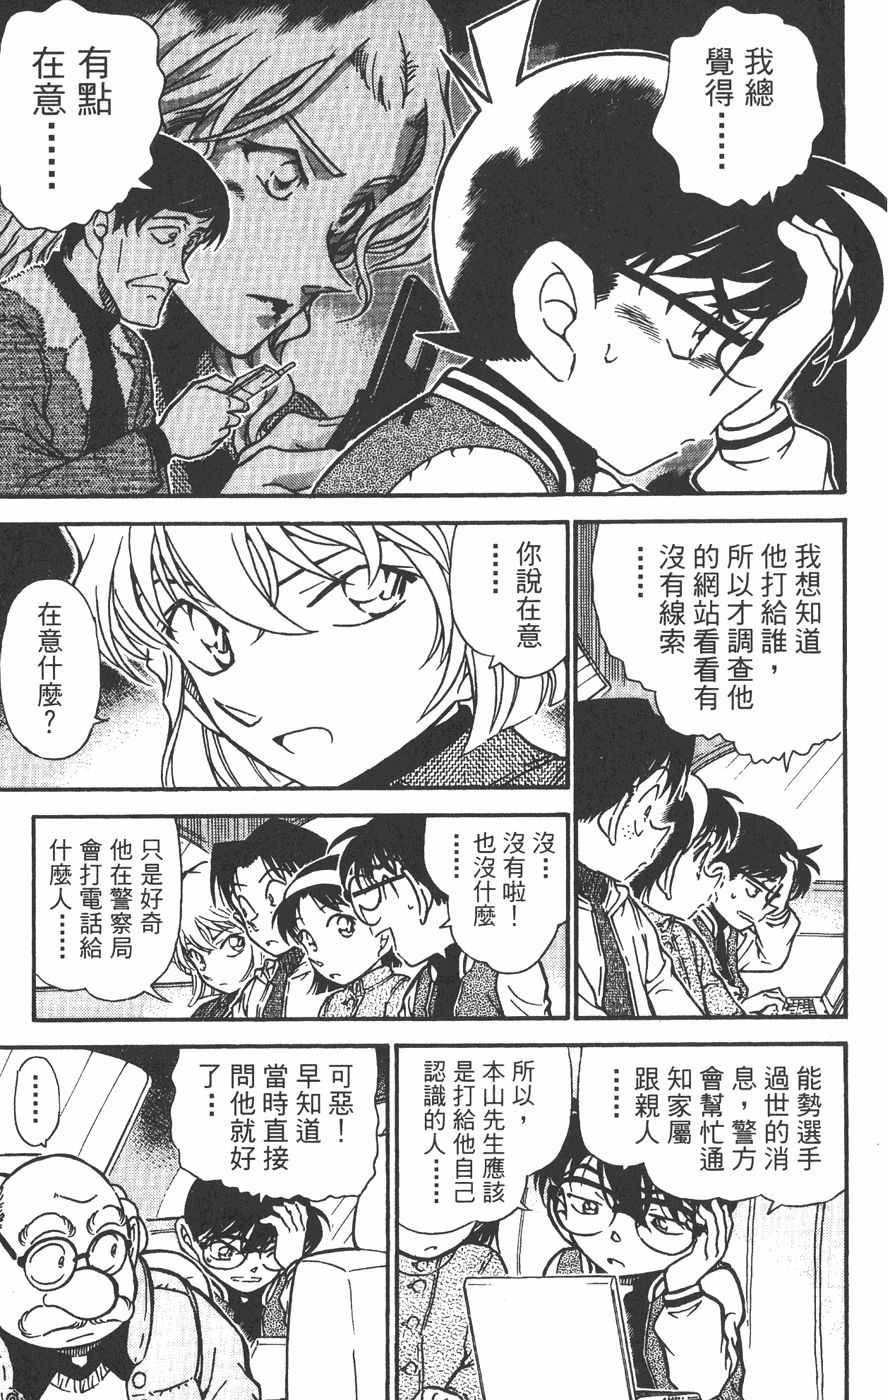 我總
覺得……
有點
在意……
我想知道
他打給誰，
所以才調查他
的網站看看有
沒有線索
……
你說在意
……
在意什麼？
沒…
沒有啦！
也沒什麼
……
只是好奇
他在警察局
會打電話給
什麼人……
能勢選手
過世的消
息，警方
會幫忙通
知家屬
跟親人
……
所以，
本山先生應該
是打給他自己
認識的人……
可惡！
早知道
當時直接
問他就好
了…
……